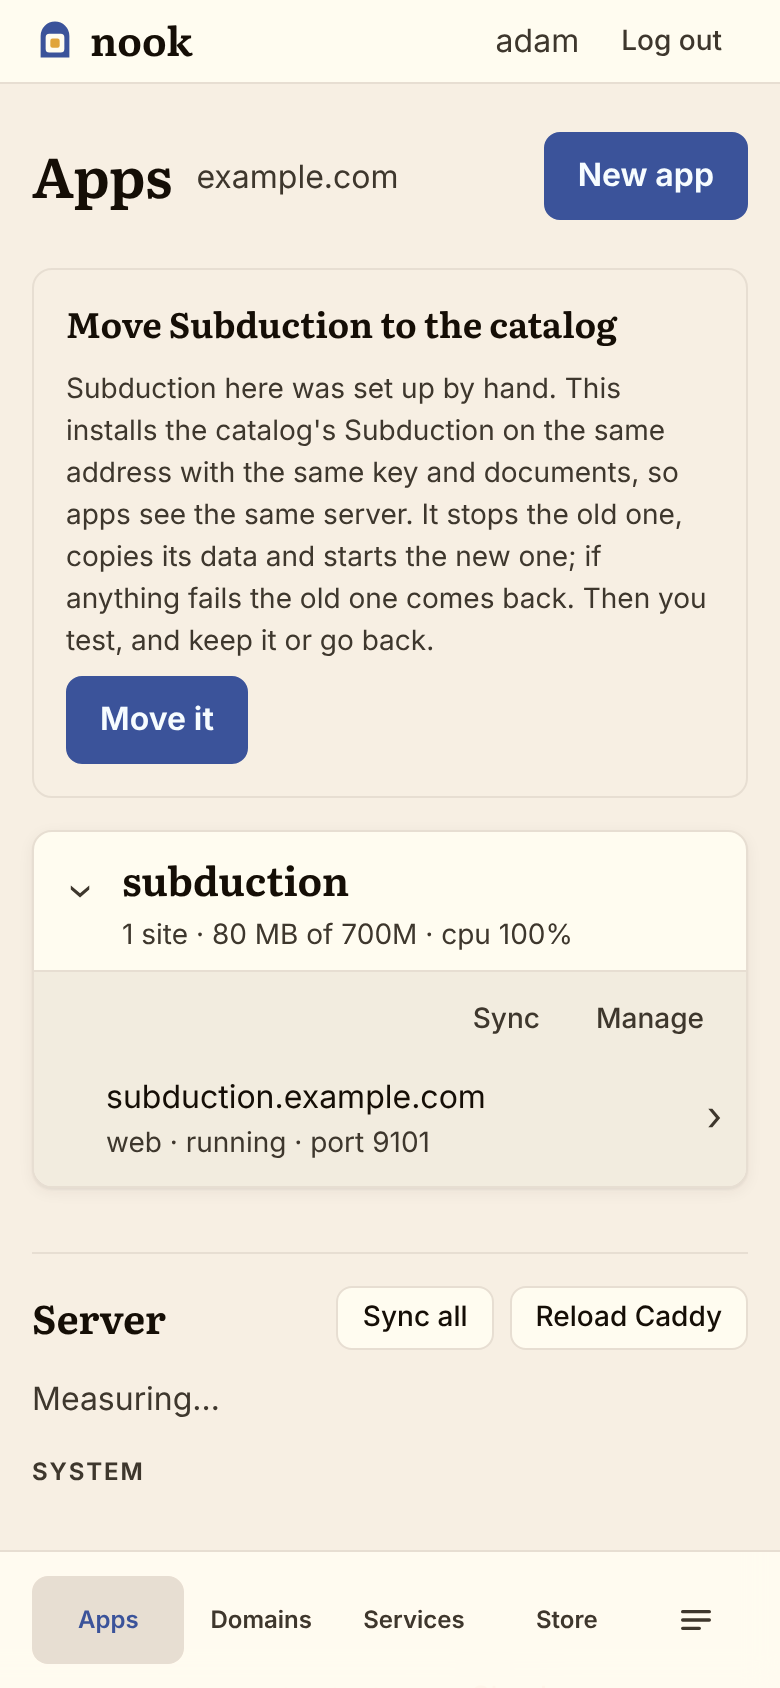 nook
adam Log out
Apps example.com New app
Move Subduction to the catalog
Subduction here was set up by hand. This
installs the catalog's Subduction on the same
address with the same key and documents, so
apps see the same server. It stops the old one,
copies its data and starts the new one; if
anything fails the old one comes back. Then you
test, and keep it or go back.
Move it
subduction
1 site · 80 MB of 700M · cpu 100%
Sync Manage
subduction.example.com
web · running · port 9101
Server Sync all Reload Caddy
Measuring...
SYSTEM
Apps Domains Services Store